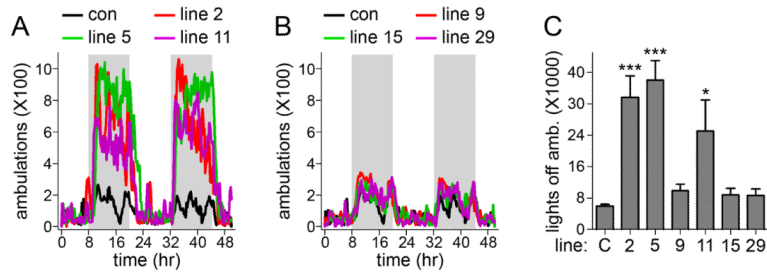 A
con
line 2
line 5
line 11
ambulations (X100)
10
8
6
4
2
0
0 8 16 24 32 40 48
time (hr)
B
con
line 9
line 15
line 29
ambulations (X100)
10
8
6
4
2
0
0 8 16 24 32 40 48
time (hr)
C
lights off amb. (X1000)
40
30
16
8
0
***
***
*
line: C 2 5 9 11 15 29